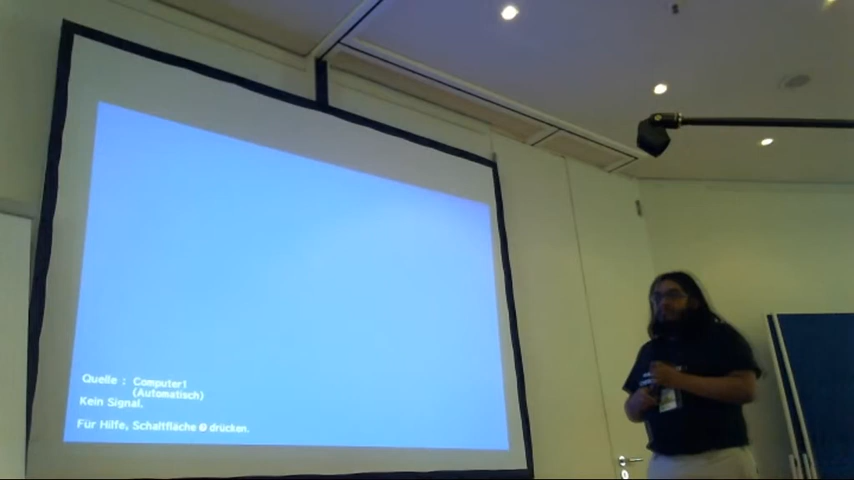 Quelle : Computer1
(Automatisch)
Kein Signal.
Für Hilfe, Schaltfläche ? drücken.